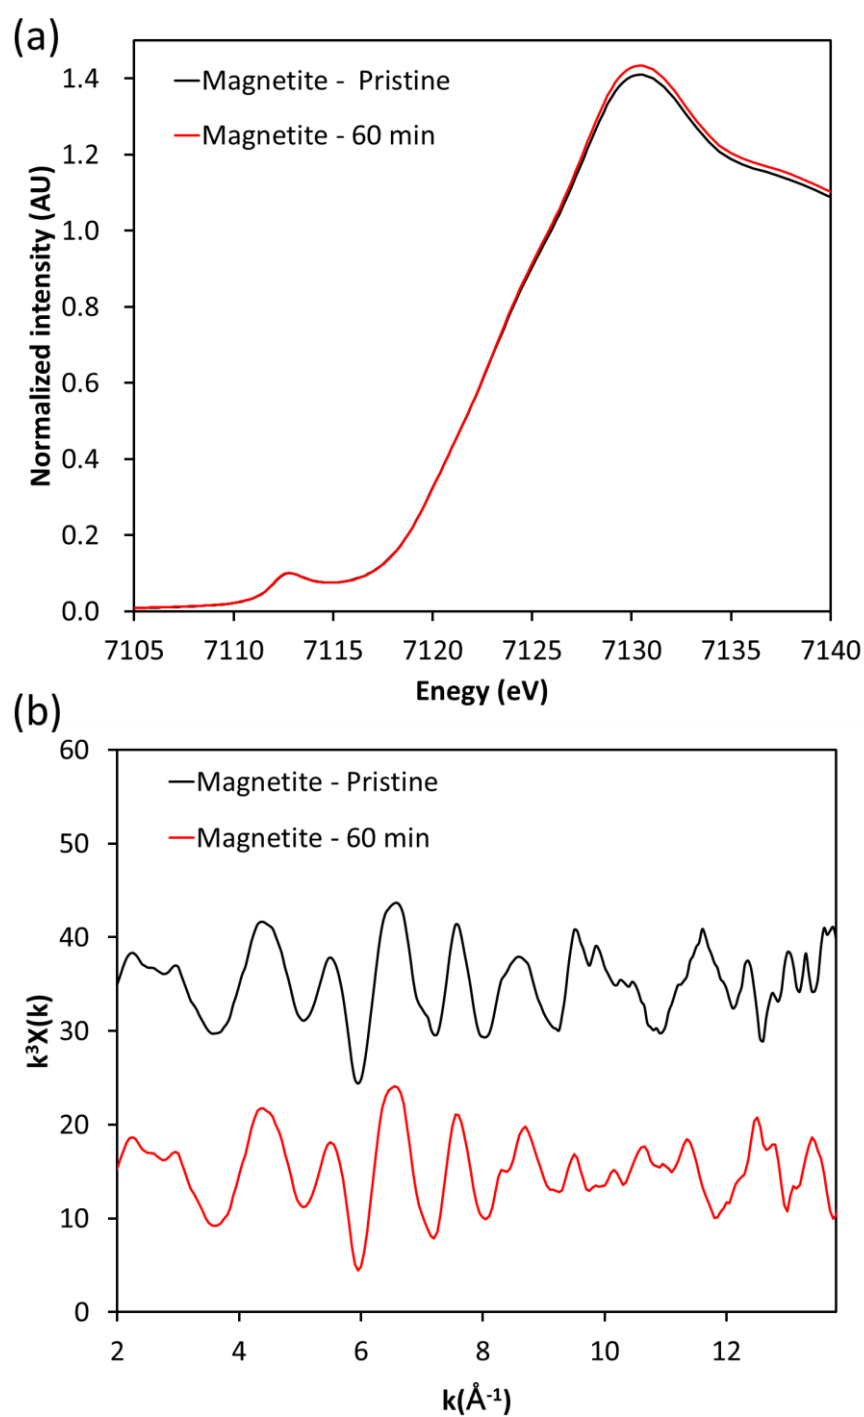 (a)
Magnetite - Pristine
Magnetite - 60 min
Normalized intensity (AU)
1.4
1.2
1.0
0.8
0.6
0.4
0.2
0.0
7105 7110 7115 7120 7125 7130 7135 7140
Enegy (eV)
(b)
Magnetite - Pristine
Magnetite - 60 min
k³X(k)
60
50
40
30
20
10
0
2 4 6 8 10 12
k(Å⁻¹)